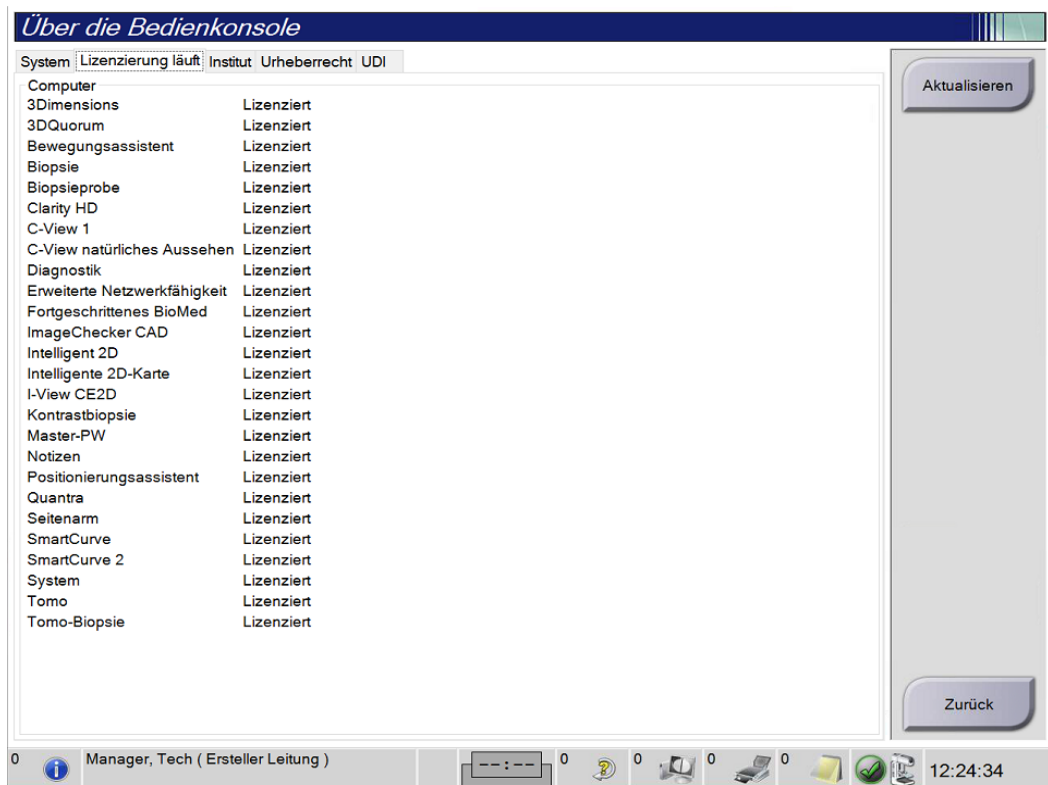 Über die Bedienkonsole
System Lizenzierung läuft Institut Urheberrecht UDI
Computer
3Dimensions Lizenziert
3DQuorum Lizenziert
Bewegungsassistent Lizenziert
Biopsie Lizenziert
Biopsieprobe Lizenziert
Clarity HD Lizenziert
C-View 1 Lizenziert
C-View natürliches Aussehen Lizenziert
Diagnostik Lizenziert
Erweiterte Netzwerkfähigkeit Lizenziert
Fortgeschrittenes BioMed Lizenziert
ImageChecker CAD Lizenziert
Intelligent 2D Lizenziert
Intelligente 2D-Karte Lizenziert
I-View CE2D Lizenziert
Kontrastbiopsie Lizenziert
Master-PW Lizenziert
Notizen Lizenziert
Positionierungsassistent Lizenziert
Quantra Lizenziert
Seitenarm Lizenziert
SmartCurve Lizenziert
SmartCurve 2 Lizenziert
System Lizenziert
Tomo Lizenziert
Tomo-Biopsie Lizenziert
Aktualisieren
Zurück
0 Manager, Tech ( Ersteller Leitung ) --:-- 0 0 0 0 12:24:34